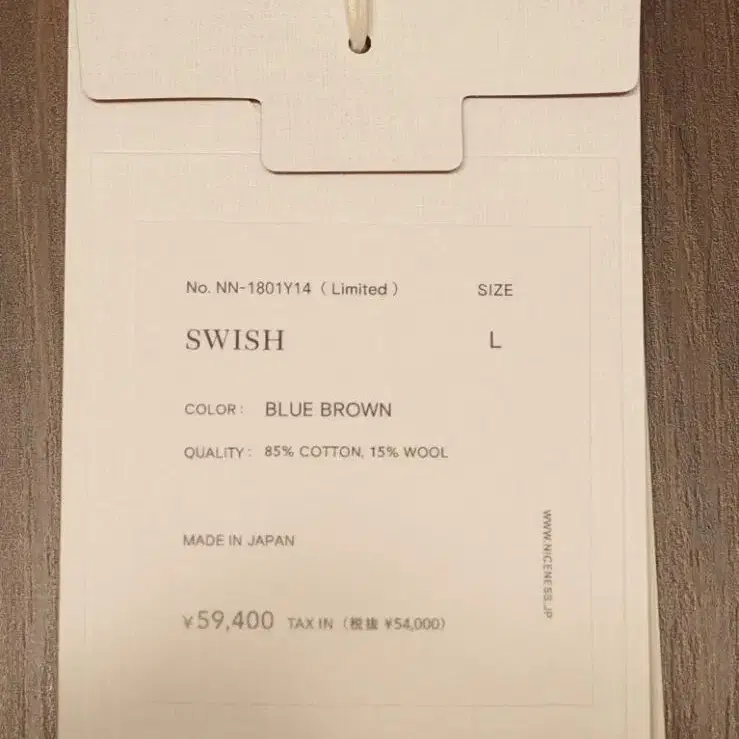 No. NN-1801Y14 ( Limited )
SIZE
SWISH
L
COLOR : BLUE BROWN
QUALITY : 85% COTTON, 15% WOOL
MADE IN JAPAN
WWW.NICENESS.JP
¥59,400 TAX IN (税抜 ¥54,000)